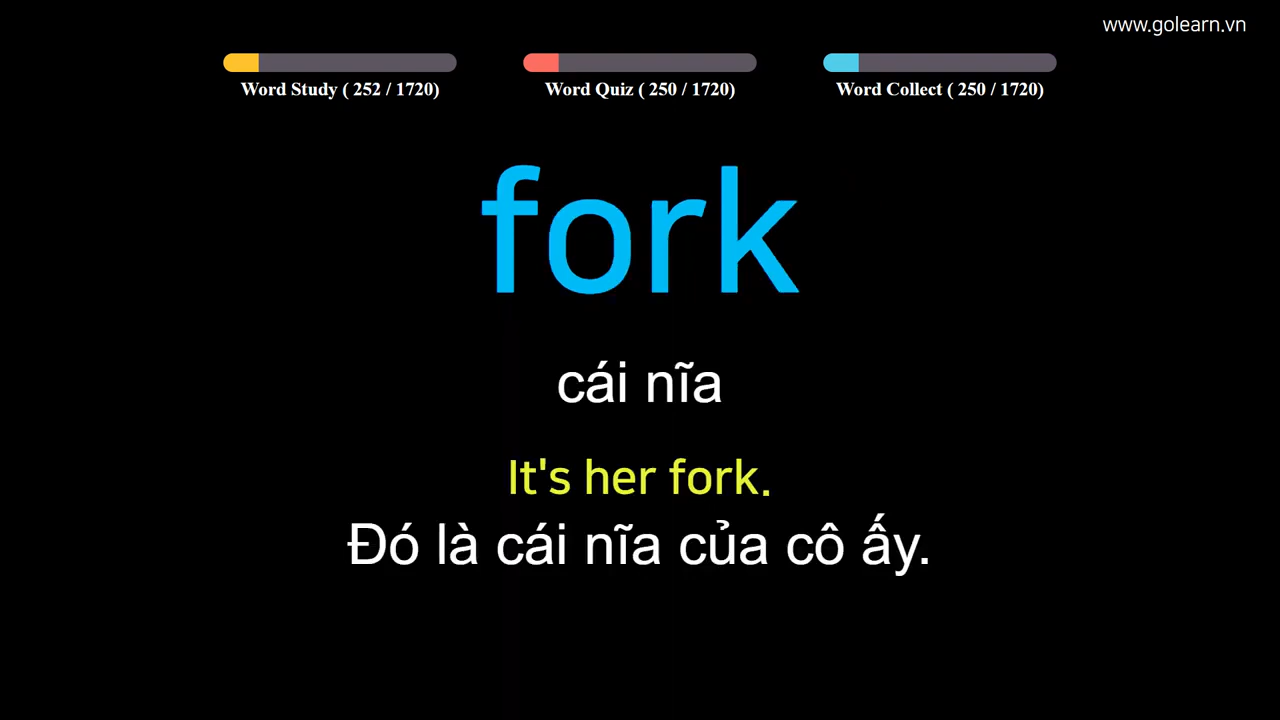 www.golearn.vn
Word Study ( 252 / 1720)
Word Quiz ( 250 / 1720)
Word Collect ( 250 / 1720)
fork
cái nĩa
It's her fork.
Đó là cái nĩa của cô ấy.